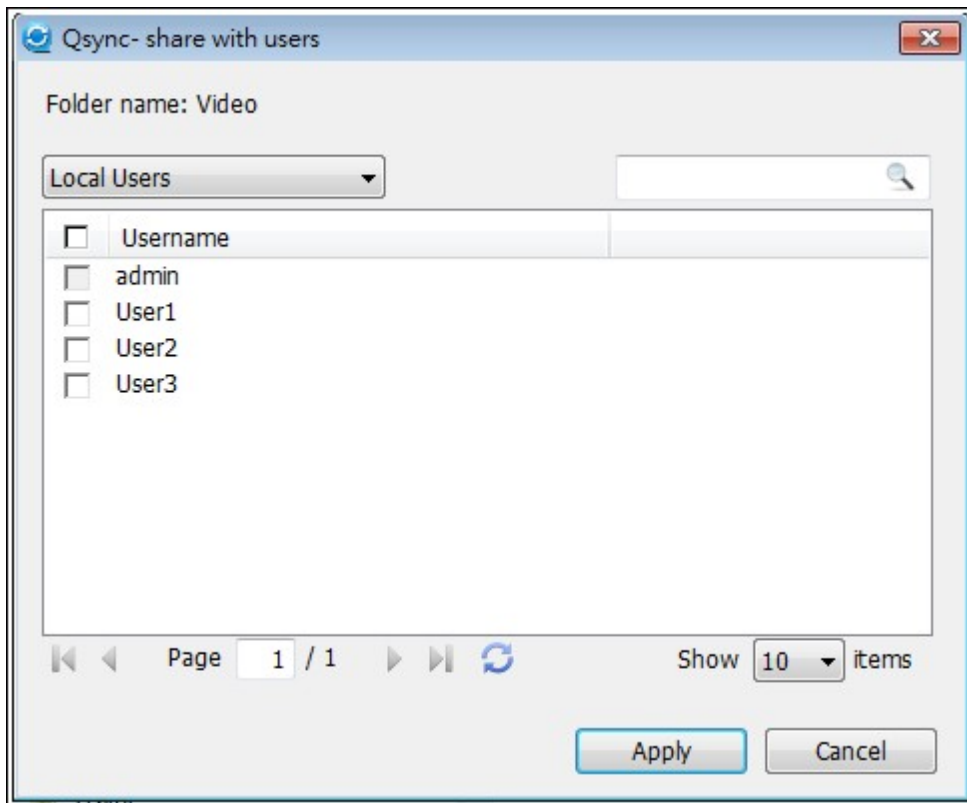 Qsync- share with users
Folder name: Video
Local Users
Username
admin
User1
User2
User3
Page 1 / 1 Show 10 items
Apply Cancel